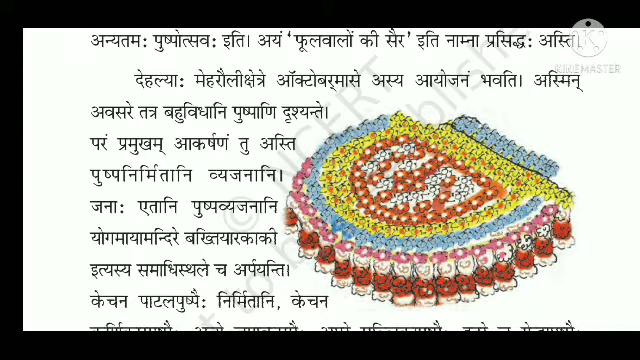 अन्यतमः पुष्पोत्सवः इति। अयं ‘फूलवालों की सैर’ इति नाम्ना प्रसिद्धः अस्ति
KINEMASTER
देहल्याः मेहरौलीक्षेत्रे ऑक्टोबर्‌मासे अस्य आयोजनं भवति। अस्मिन्
अवसरे तत्र बहुविधानि पुष्पाणि दृश्यन्ते।
परं प्रमुखम् आकर्षणं तु अस्ति
पुष्पनिर्मितानि व्यजनानि।
जनाः एतानि पुष्पव्यजनानि
योगमायामन्दिरे बख्तियारकाकी
इत्यस्य समाधिस्थले च अर्पयन्ति।
केचन पाटलपुष्पैः निर्मितानि, केचन